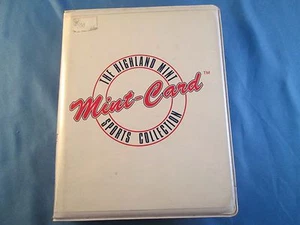 THE HIGHLAND MINT
Mint-Card™
SPORTS COLLECTION